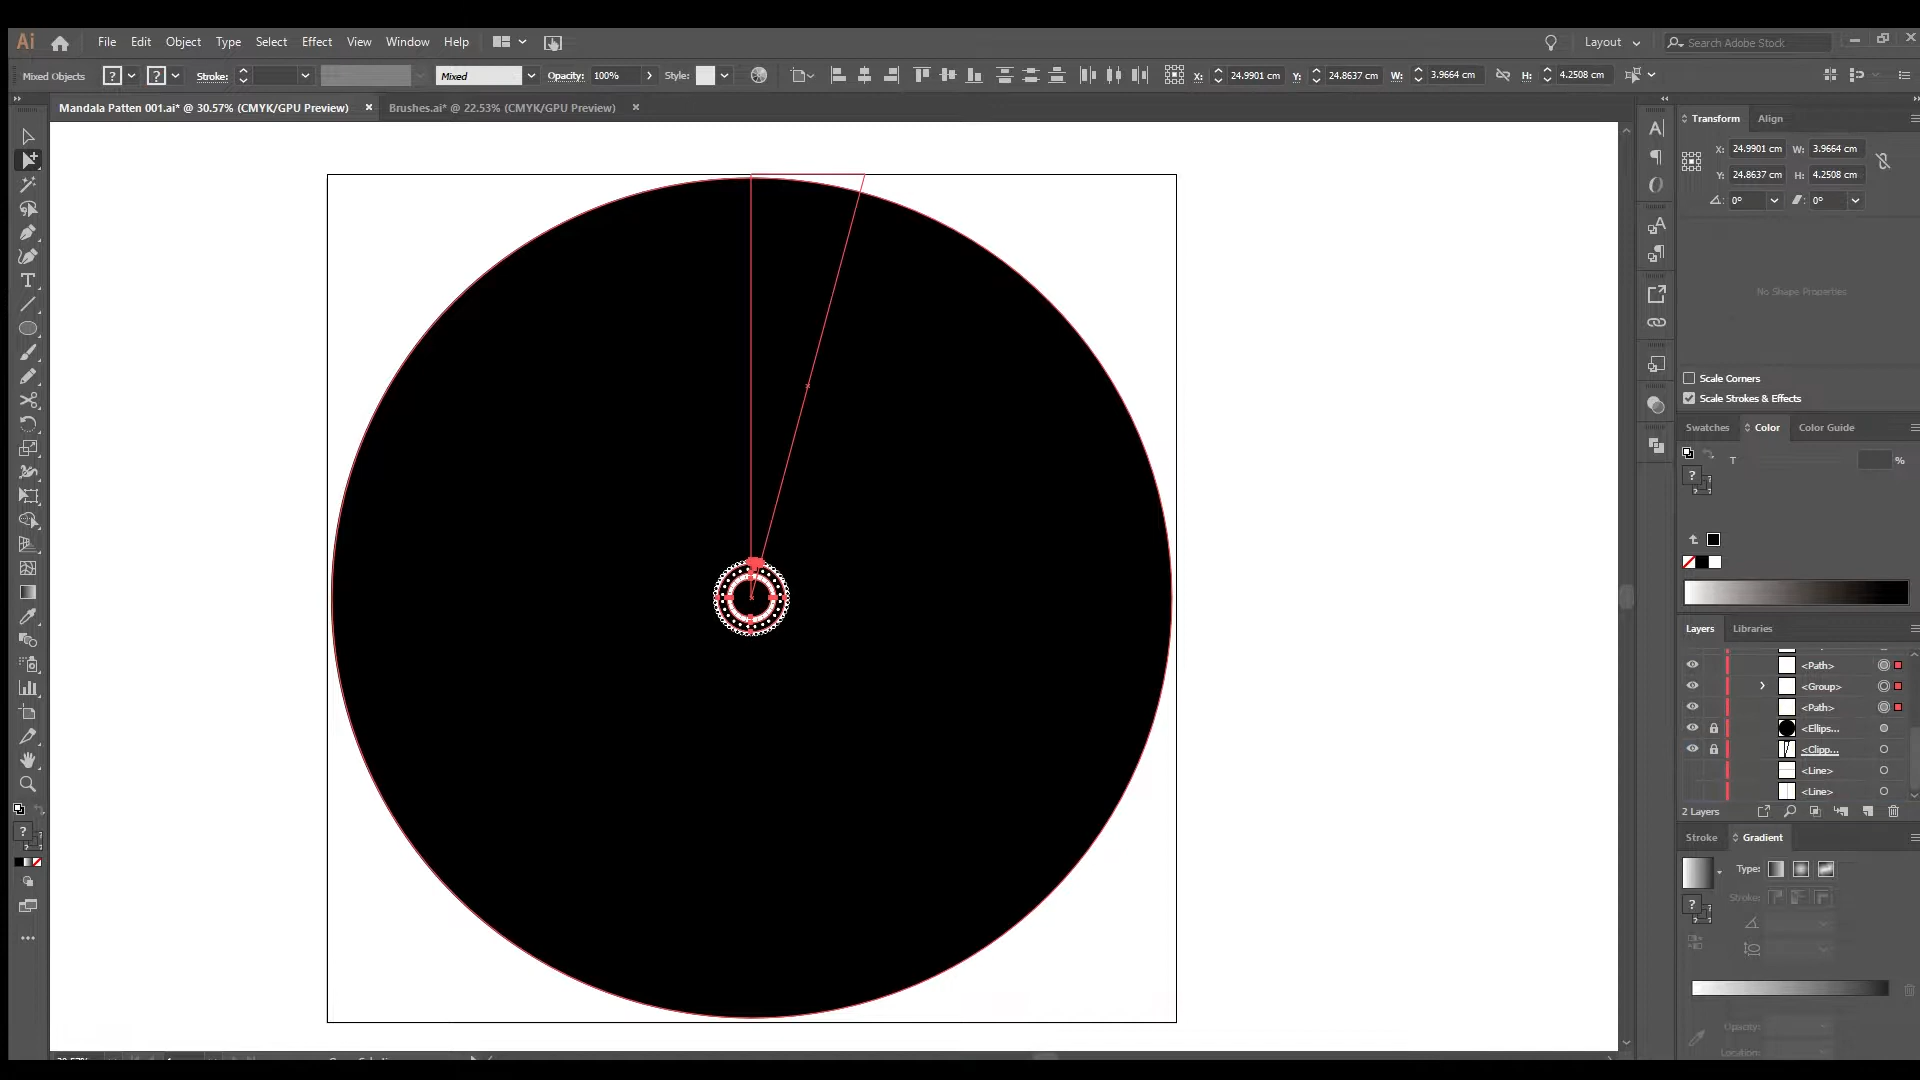 Ai File Edit Object Type Select Effect View Window Help Layout Search Adobe Stock
Mixed Objects ? ? Stroke: Mixed Opacity: 100% Style: X: 24.9901 cm Y: 24.8637 cm W: 3.9664 cm H: 4.2508 cm
Mandala Patten 001.ai* @ 30.57% (CMYK/GPU Preview) × Brushes.ai* @ 22.53% (CMYK/GPU Preview) ×
Transform Align
X: 24.9901 cm W: 3.9664 cm
Y: 24.8637 cm H: 4.2508 cm
0° 0°
No Shape Properties
Scale Corners
Scale Strokes & Effects
Swatches Color Color Guide
T %
?
Layers Libraries
<Path>
<Group>
<Path>
<Ellips...
<Clipp...
<Line>
<Line>
2 Layers
Stroke Gradient
Type:
Stroke:
?
Opacity:
Location: